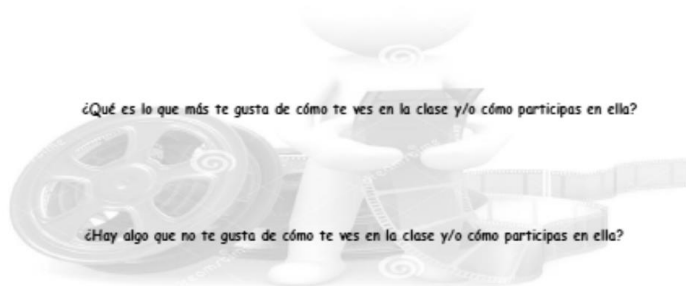 ¿Qué es lo que más te gusta de cómo te ves en la clase y/o cómo participas en ella?
¿Hay algo que no te gusta de cómo te ves en la clase y/o cómo participas en ella?